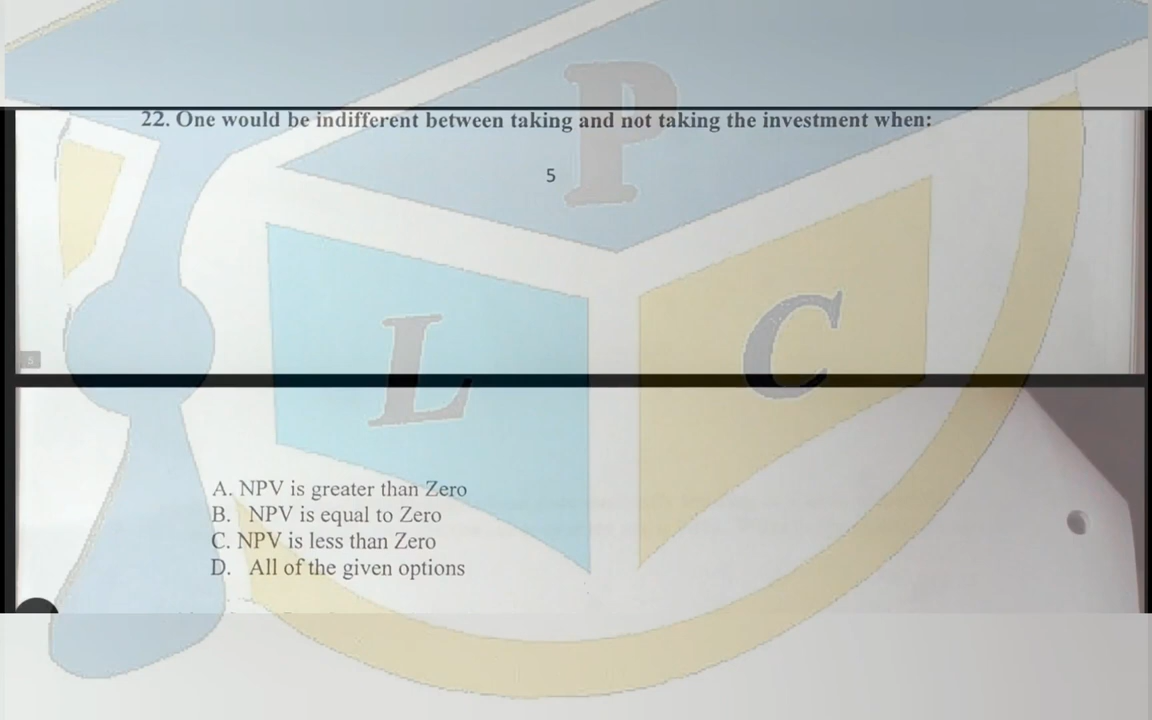 P
22. One would be indifferent between taking and not taking the investment when:
5
L
C
5
A. NPV is greater than Zero
B. NPV is equal to Zero
C. NPV is less than Zero
D. All of the given options